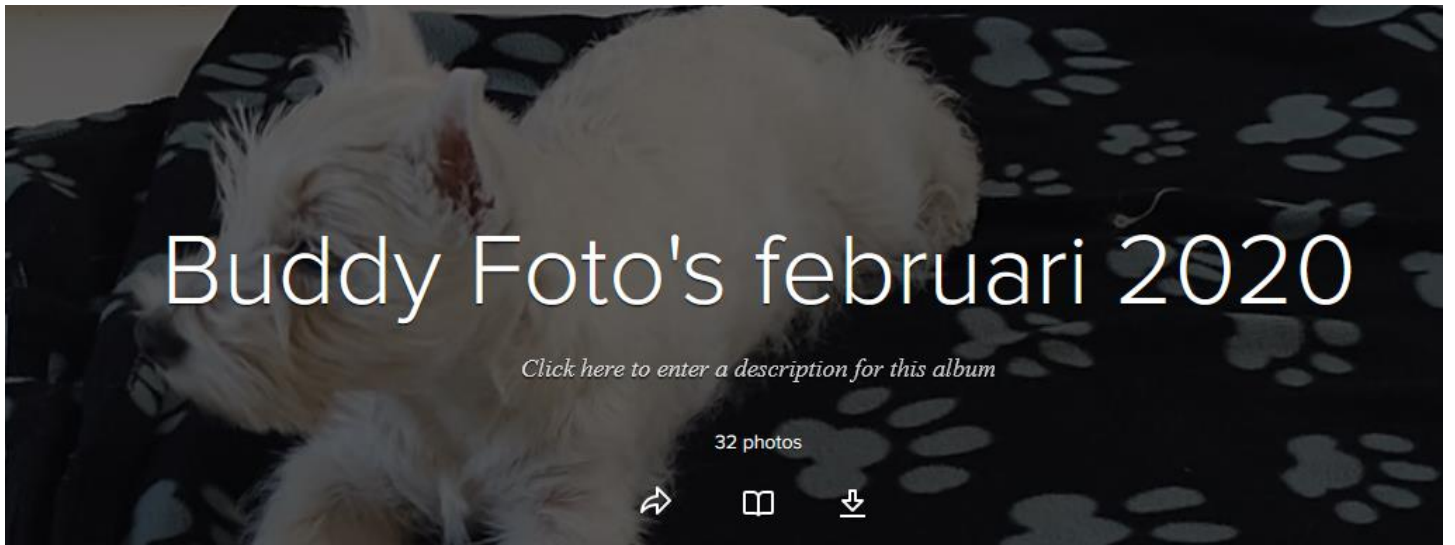 Buddy Foto's februari 2020
Click here to enter a description for this album
32 photos